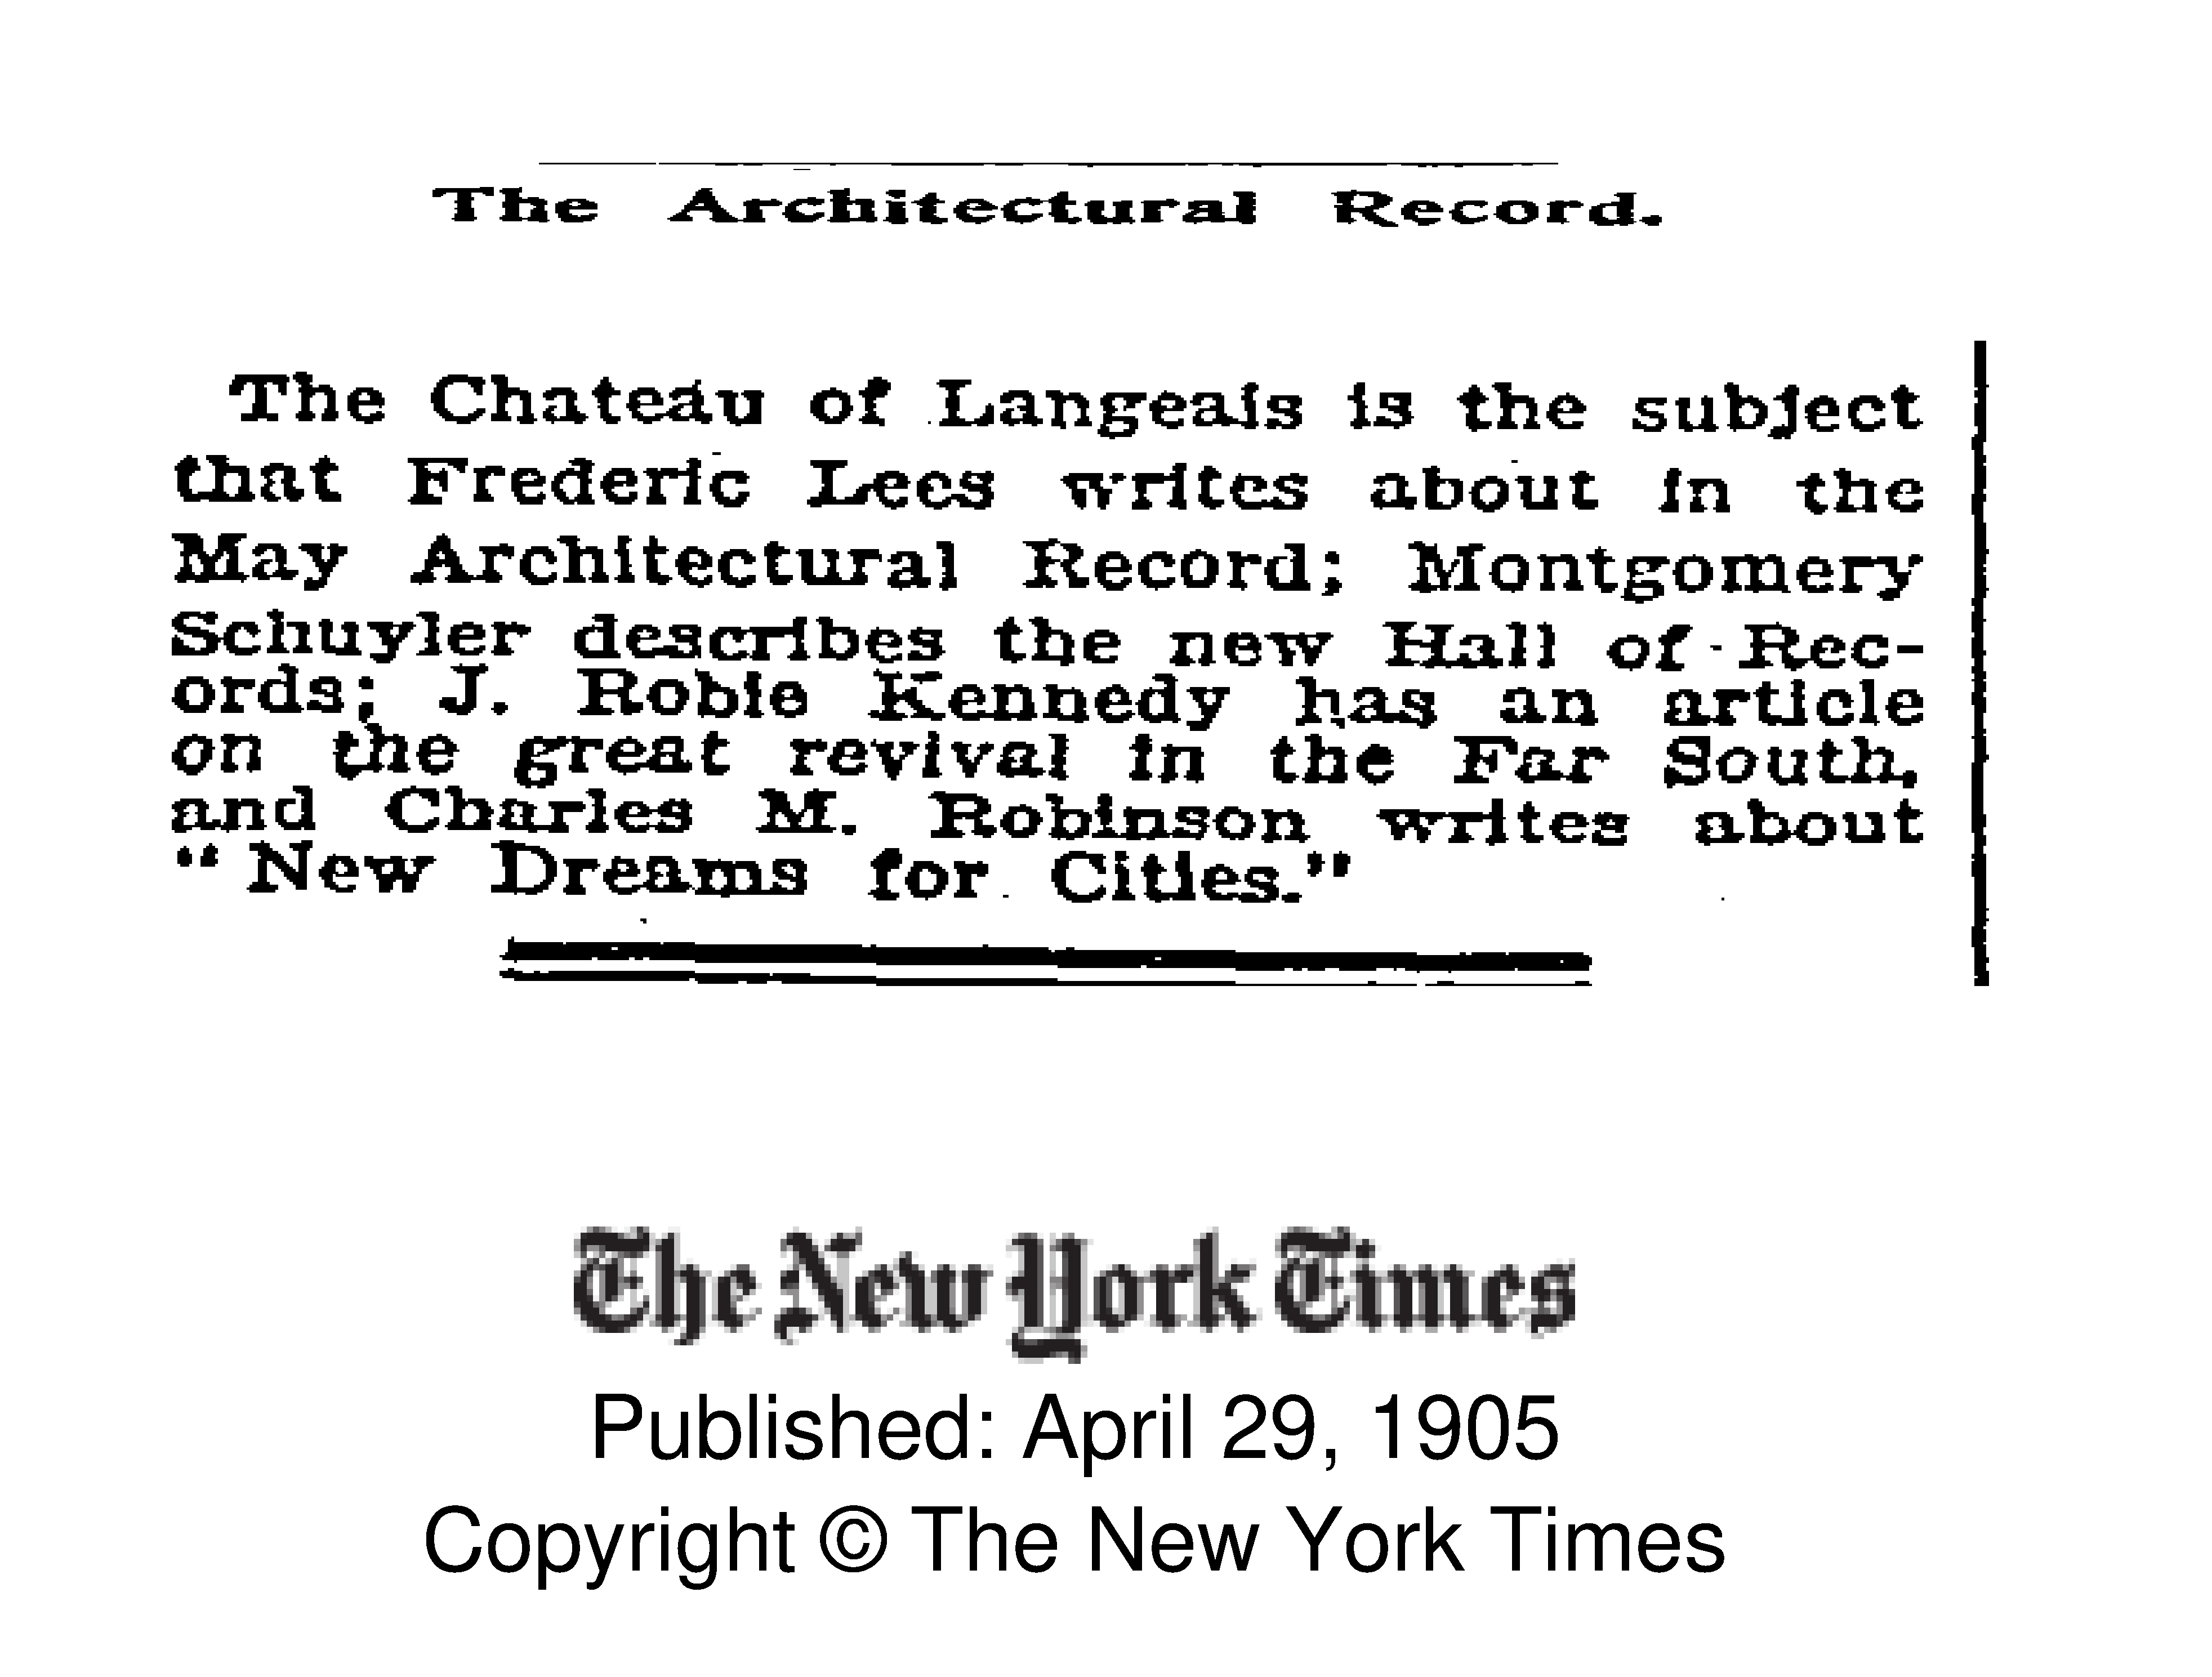 The Architectural Record.
The Chateau of Langeais is the subject
that Frederic Lees writes about in the
May Architectural Record; Montgomery
Schuyler describes the new Hall of Rec-
ords; J. Robie Kennedy has an article
on the great revival in the Far South,
and Charles M. Robinson writes about
"New Dreams for Cities."
The New York Times
Published: April 29, 1905
Copyright © The New York Times